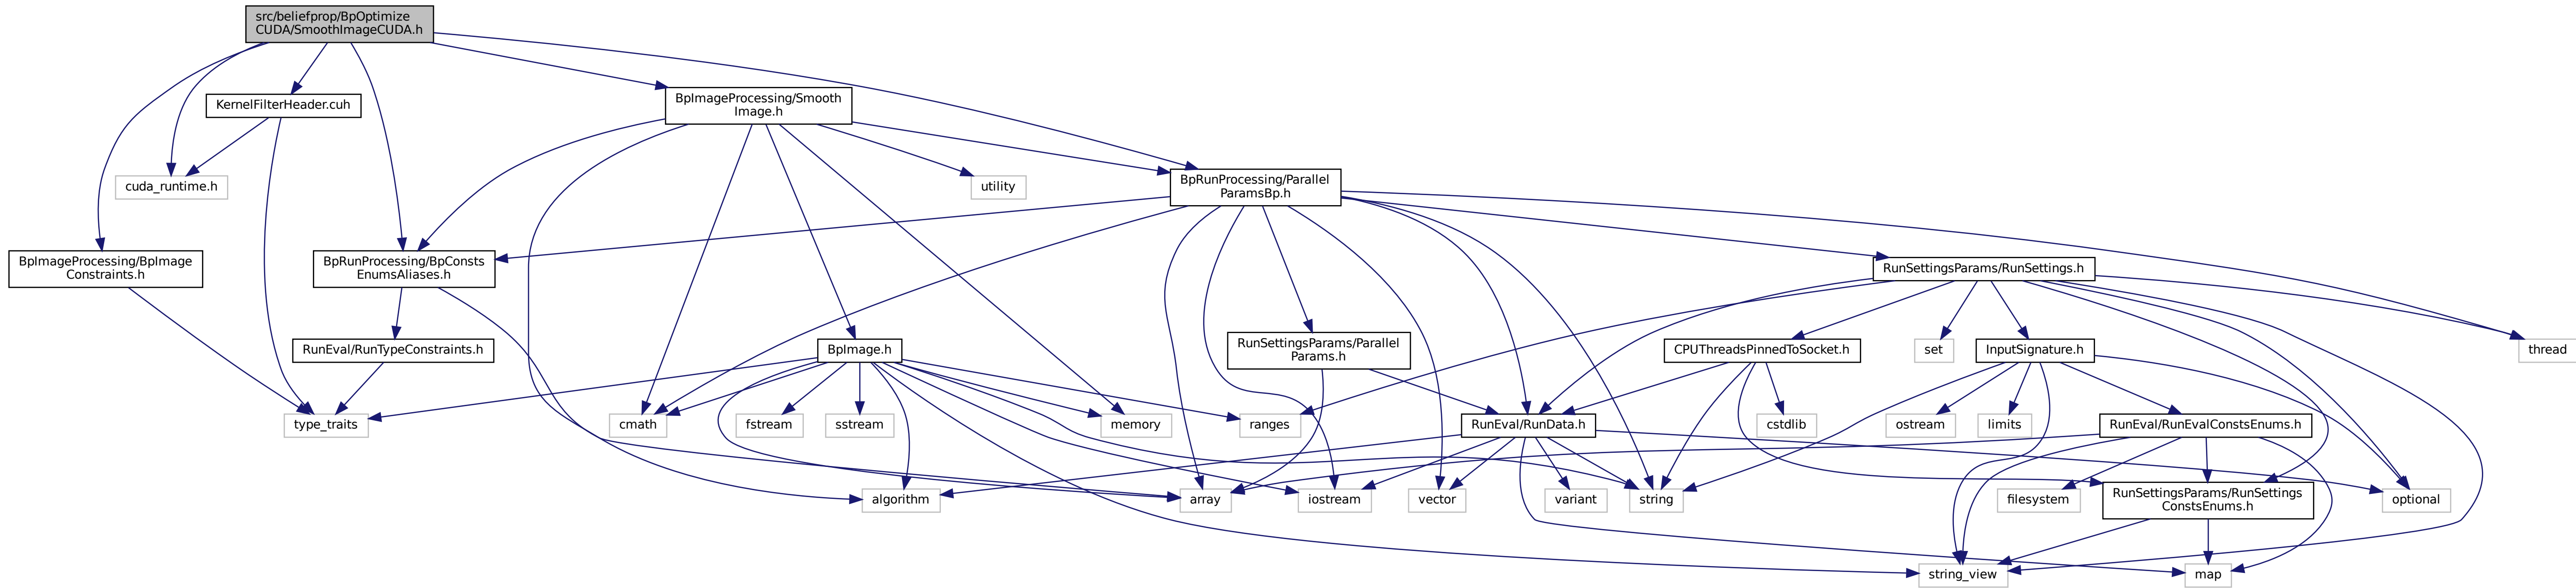 src/beliefprop/BpOptimize
CUDA/SmoothImageCUDA.h
KernelFilterHeader.cuh
BpImageProcessing/Smooth
Image.h
cuda_runtime.h
utility
BpRunProcessing/Parallel
ParamsBp.h
BpImageProcessing/BpImage
Constraints.h
BpRunProcessing/BpConsts
EnumsAliases.h
RunSettingsParams/RunSettings.h
RunEval/RunTypeConstraints.h
BpImage.h
RunSettingsParams/Parallel
Params.h
CPUThreadsPinnedToSocket.h
set
InputSignature.h
thread
type_traits
cmath
fstream
sstream
memory
ranges
RunEval/RunData.h
cstdlib
ostream
limits
RunEval/RunEvalConstsEnums.h
algorithm
array
iostream
vector
variant
string
filesystem
RunSettingsParams/RunSettings
ConstsEnums.h
optional
string_view
map